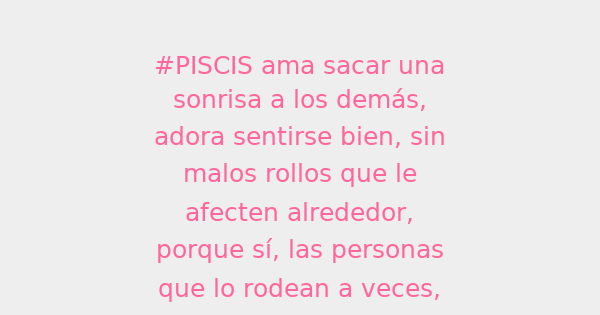 #PISCIS ama sacar una
sonrisa a los demás,
adora sentirse bien, sin
malos rollos que le
afecten alrededor,
porque sí, las personas
que lo rodean a veces,